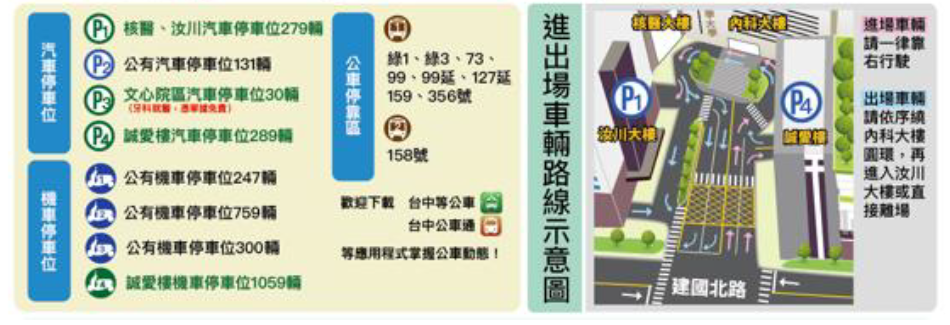 汽車停車位
P1 核醫、汝川汽車停車位279輛
P2 公有汽車停車位131輛
P3 文心院區汽車停車位30輛
P4 誠愛樓汽車停車位289輛
機車停車位
公有機車停車位247輛
公有機車停車位759輛
公有機車停車位300輛
誠愛樓機車停車位1059輛
公車停靠區
綠1、綠3、73、
99、99延、127延
159、356號
158號
歡迎下載 台中等公車
台中公車通
等應用程式掌握公車動態！
進出場車輛路線示意圖
核醫大樓
內科大樓
P1
汝川大樓
P4
誠愛樓
建國北路
進場車輛
請一律靠
右行駛
出場車輛
請依序繞
內科大樓
圓環，再
進入汝川
大樓或直
接離場